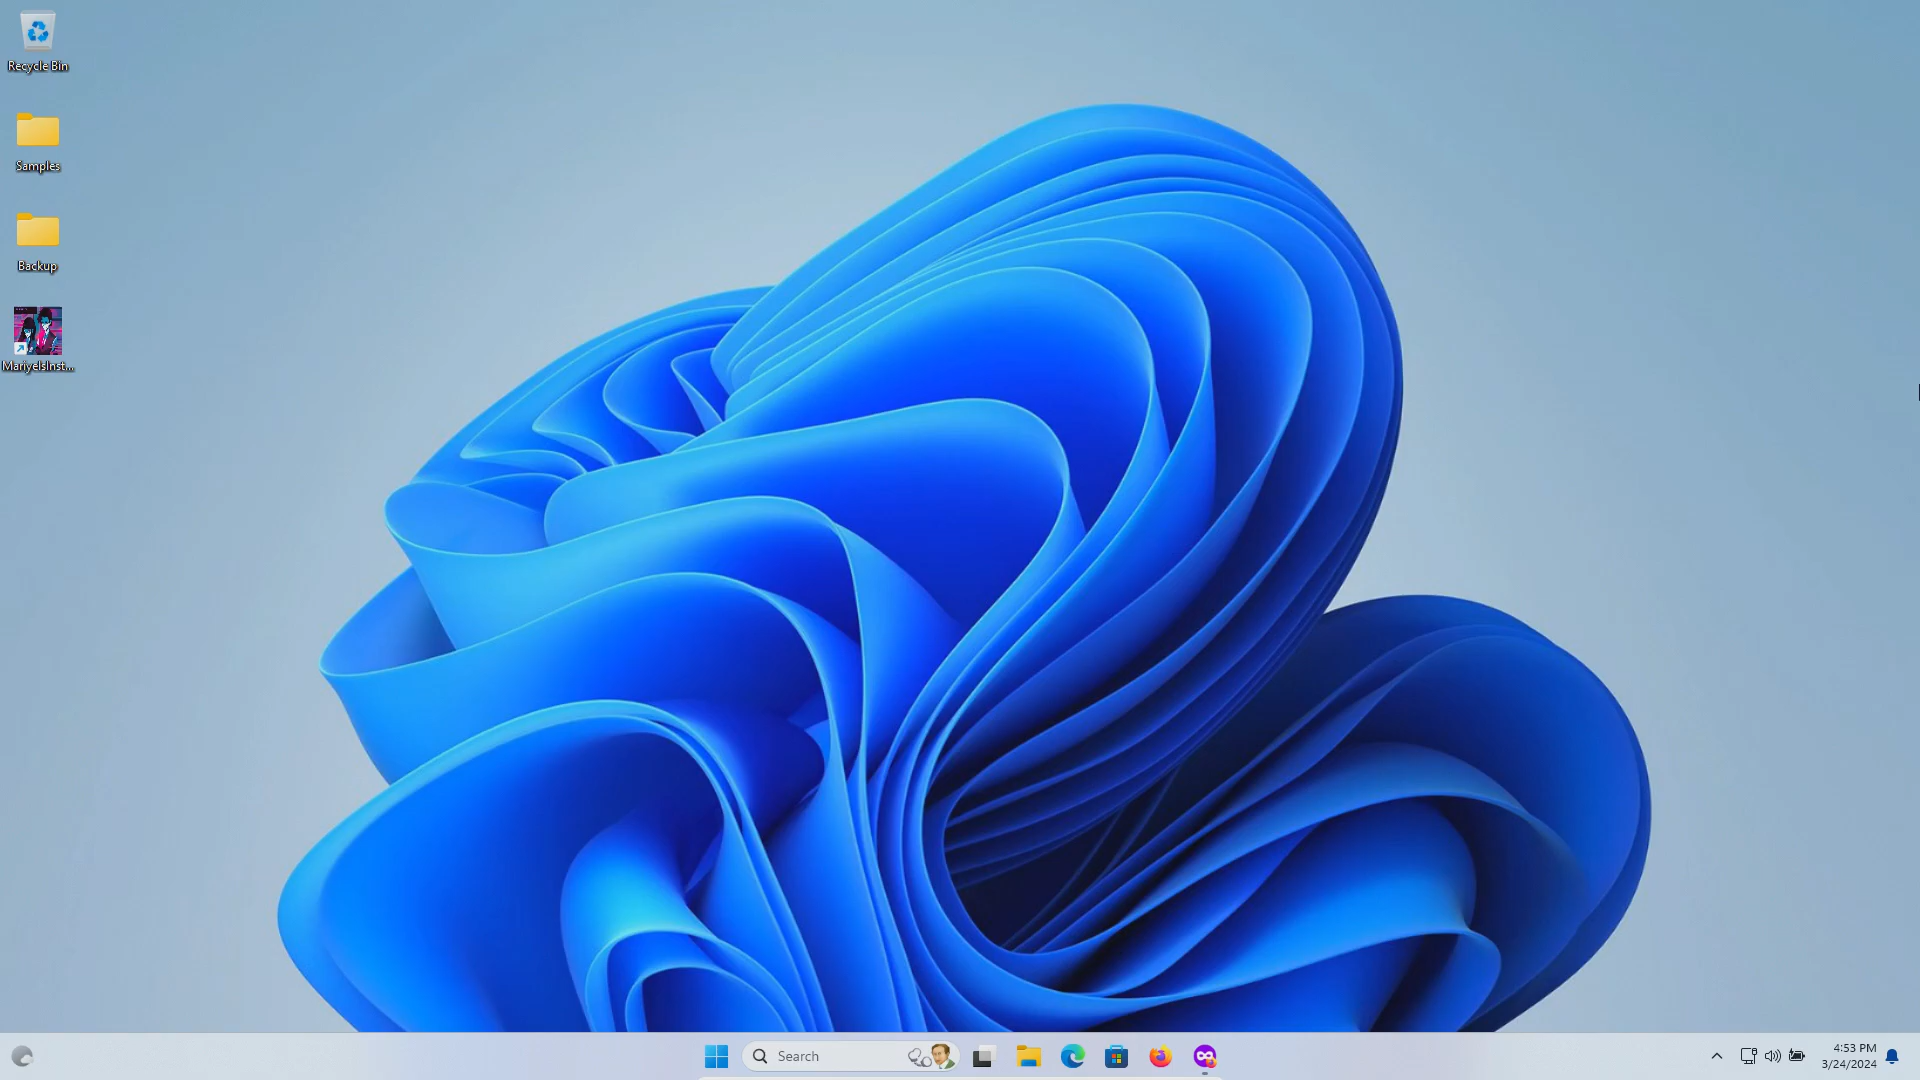 Recycle Bin
Samples
Backup
MariyelsInst...
Search
4:53 PM
3/24/2024